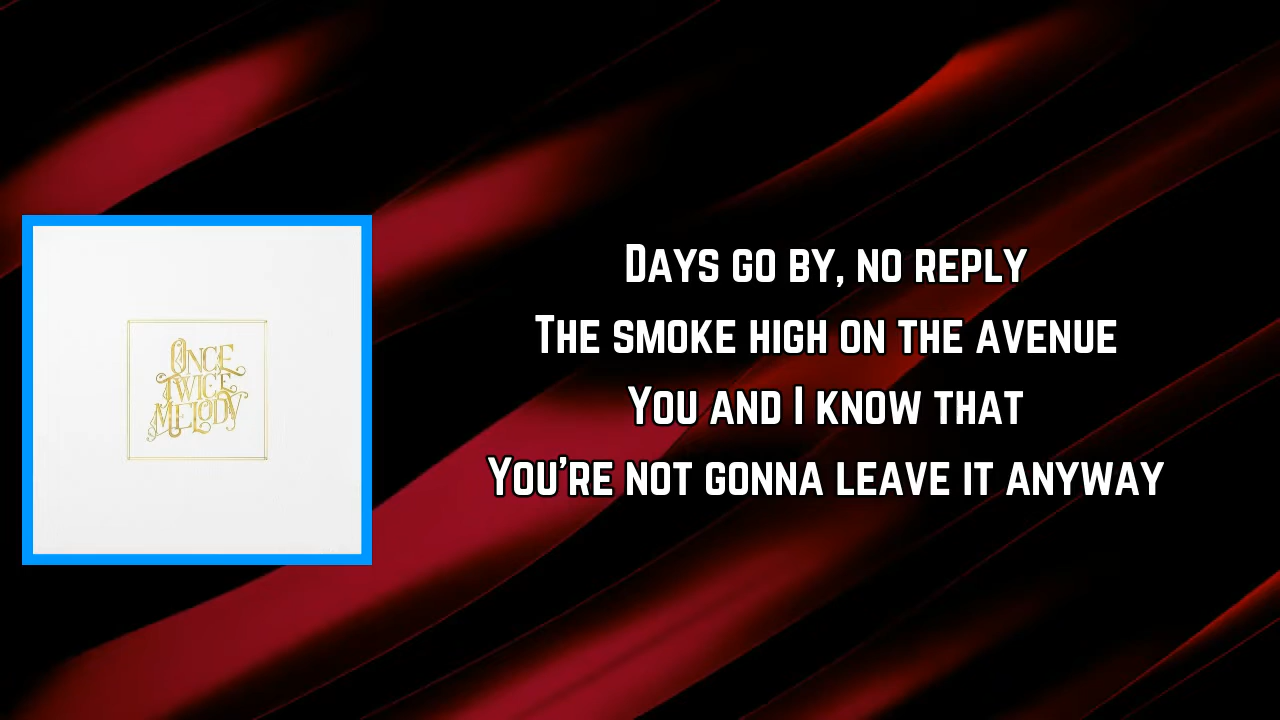 ONCE
TWICE
MELODY
DAYS GO BY, NO REPLY
THE SMOKE HIGH ON THE AVENUE
YOU AND I KNOW THAT
YOU'RE NOT GONNA LEAVE IT ANYWAY